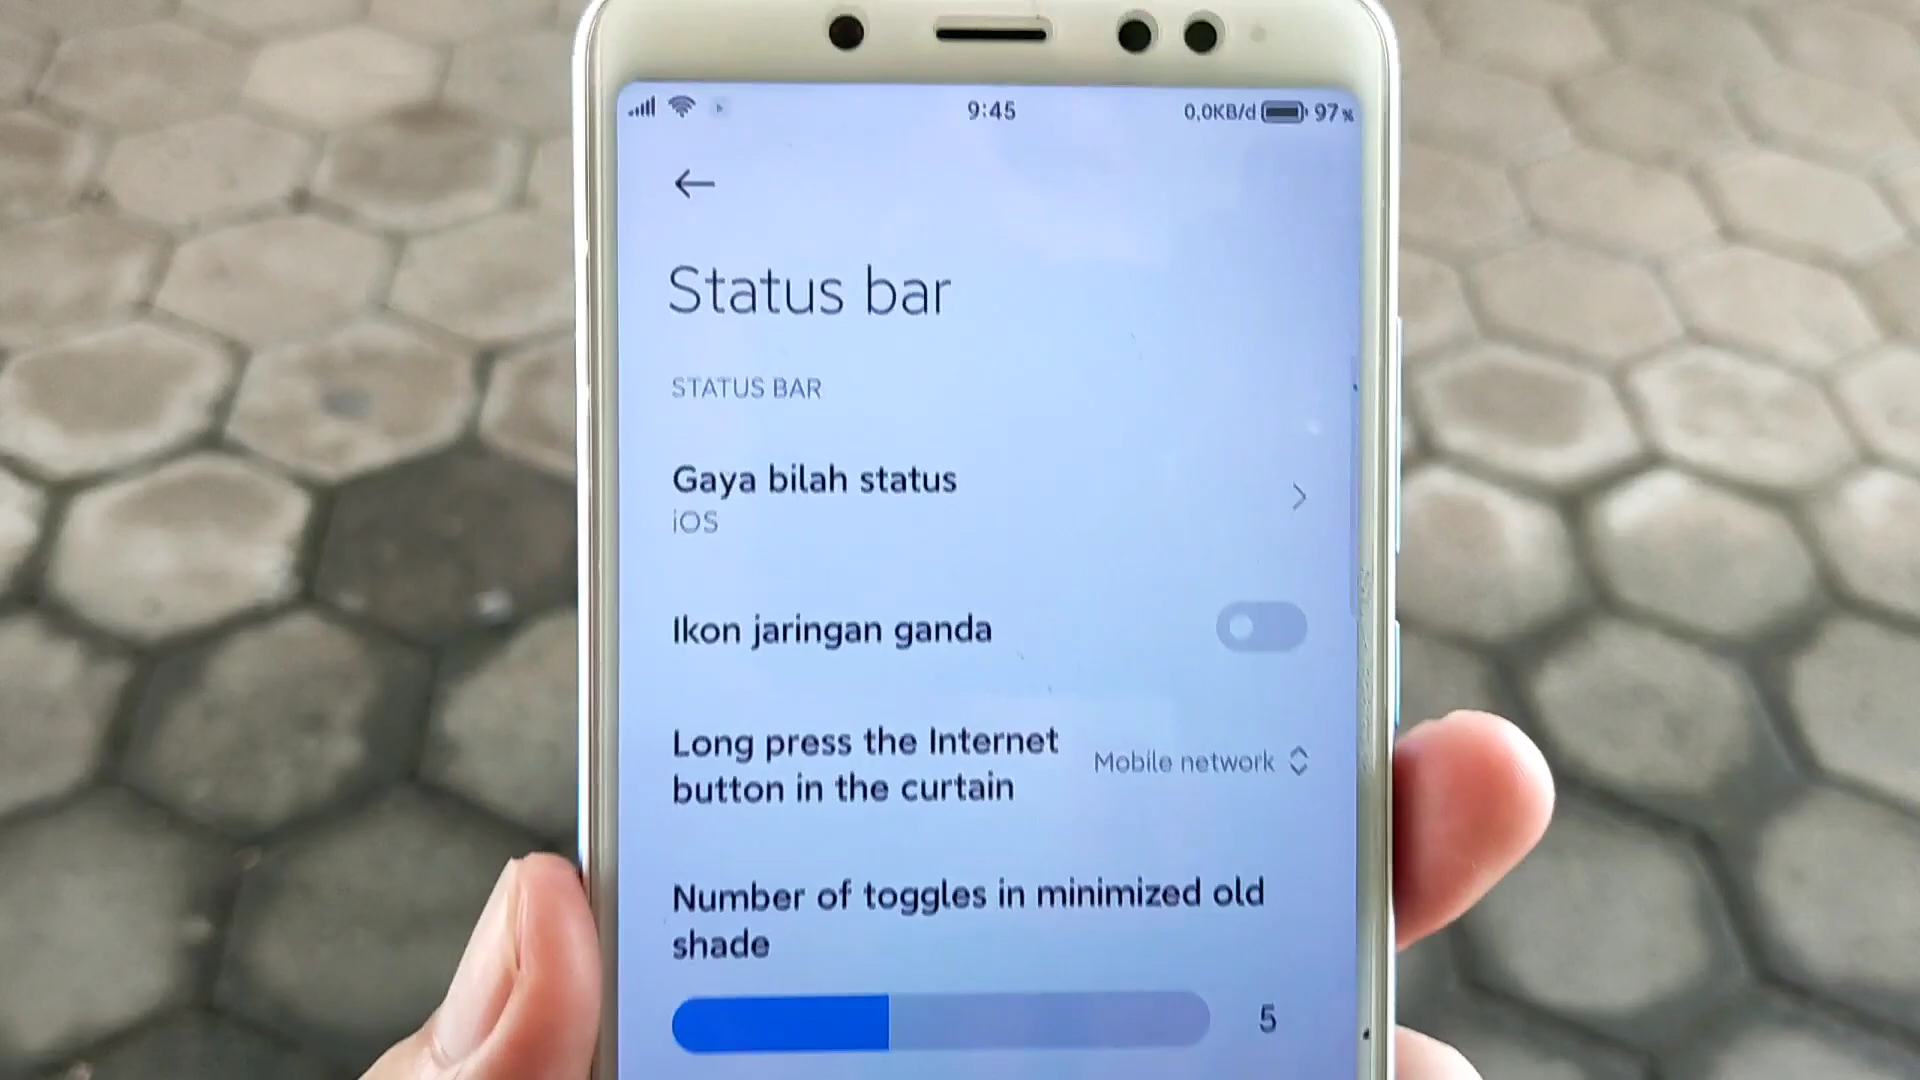 9:45
0,0KB/d 97%
Status bar
STATUS BAR
Gaya bilah status
iOS
Ikon jaringan ganda
Long press the Internet
button in the curtain
Mobile network
Number of toggles in minimized old
shade
5